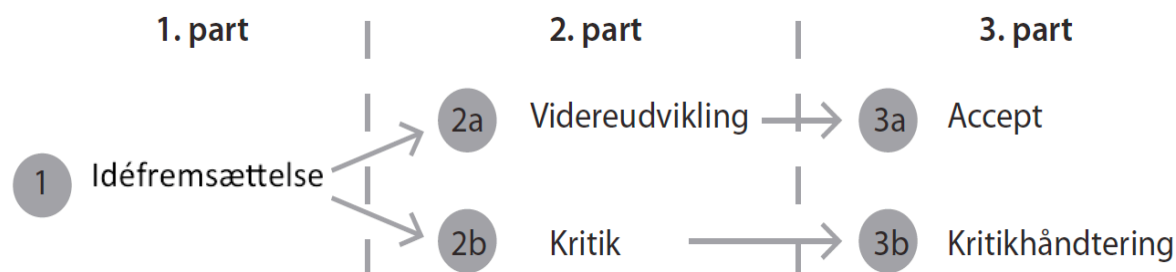 1. part 2. part 3. part
2a Videreudvikling 3a Accept
1 Idéfremsættelse
2b Kritik 3b Kritikhåndtering